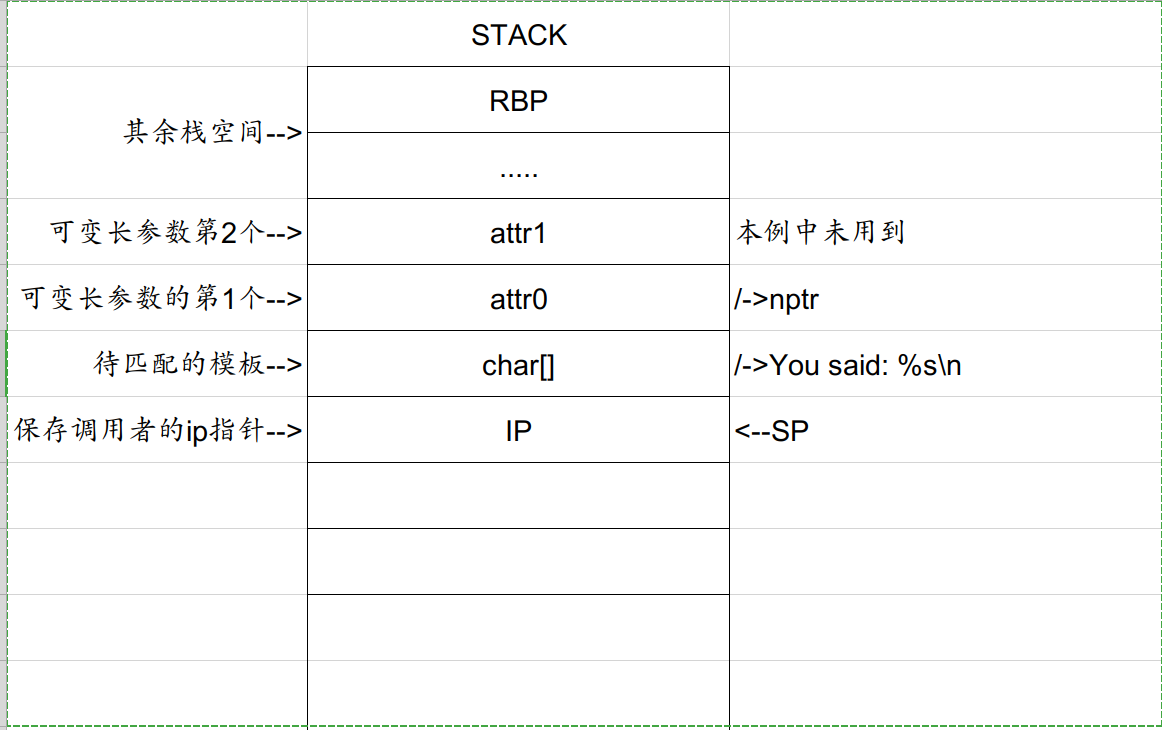 STACK
RBP
其余栈空间-->
.....
可变长参数第2个-->
attr1
本例中未用到
可变长参数的第1个-->
attr0
/->nptr
待匹配的模板-->
char[]
/->You said: %s\n
保存调用者的ip指针-->
IP
<--SP